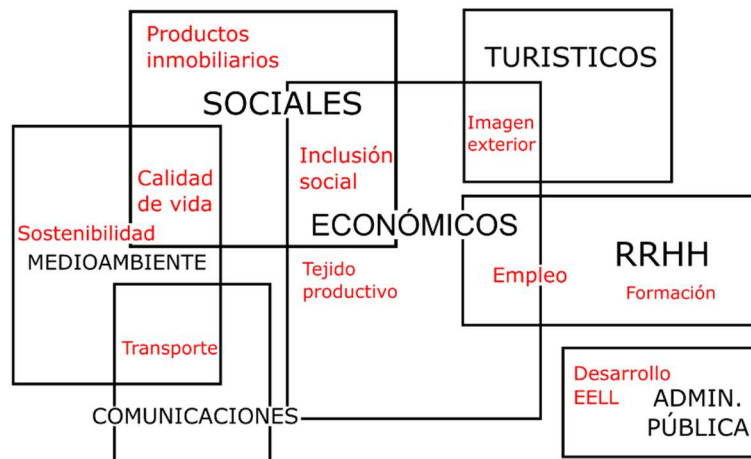 Productos
inmobiliarios
SOCIALES
TURISTICOS
Imagen
exterior
Inclusión
social
Calidad
de vida
Sostenibilidad
MEDIOAMBIENTE
ECONÓMICOS
Tejido
productivo
Empleo
RRHH
Formación
Transporte
COMUNICACIONES
Desarrollo
EELL
ADMIN.
PÚBLICA